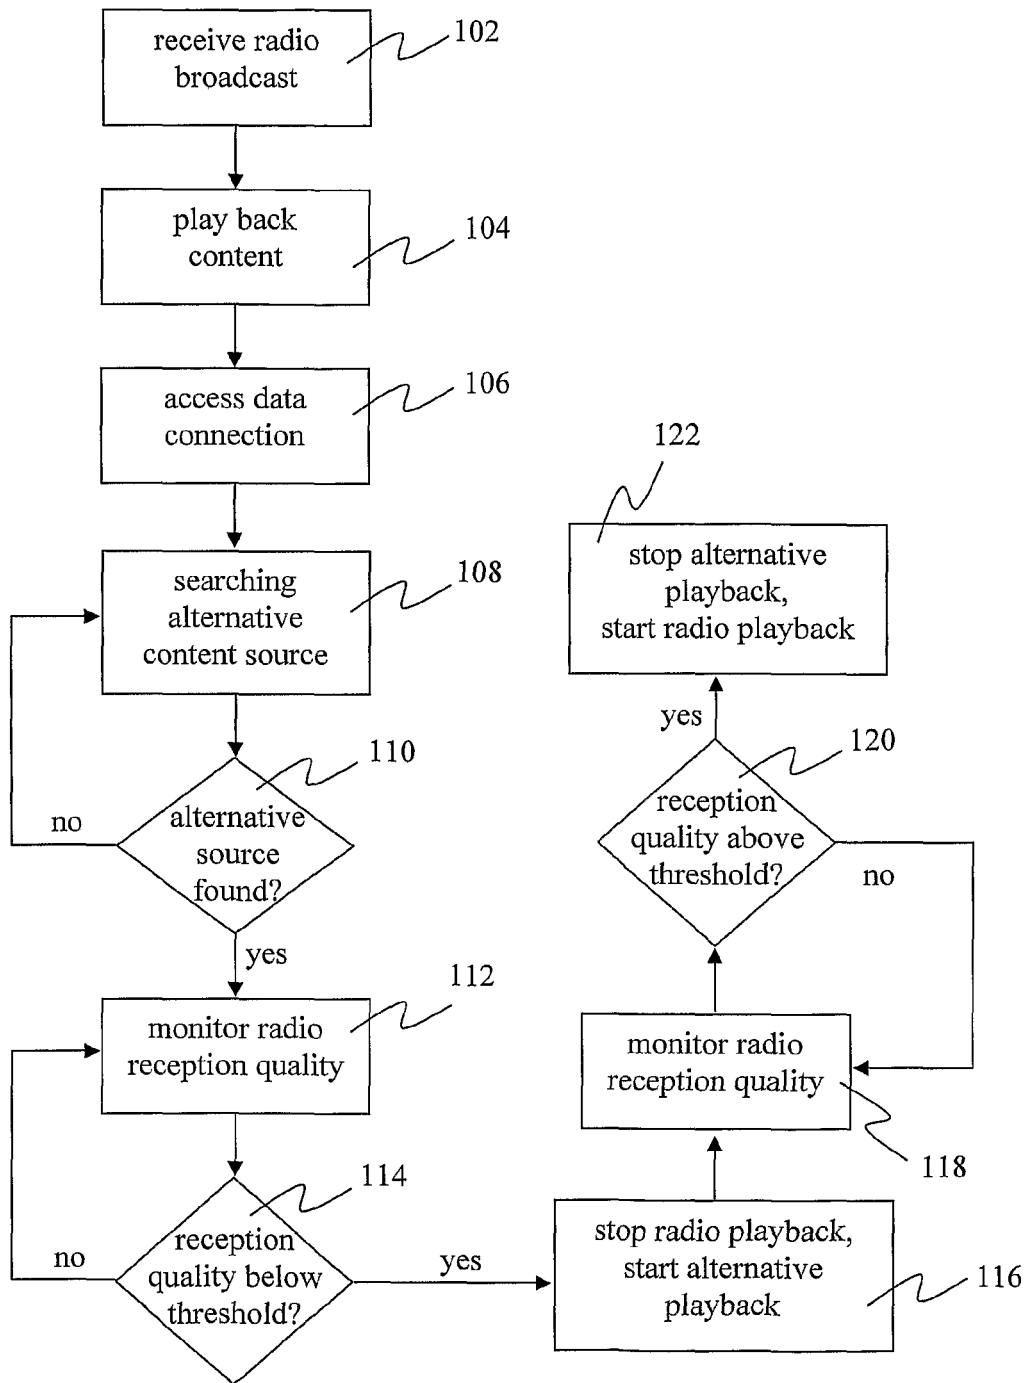 receive radio
broadcast
102
play back
content
104
access data
connection
106
searching
alternative
content source
108
alternative
source
found?
110
no
yes
monitor radio
reception quality
112
reception
quality below
threshold?
114
no
yes
stop radio playback,
start alternative
playback
116
monitor radio
reception quality
118
reception
quality above
threshold?
120
no
yes
stop alternative
playback,
start radio playback
122